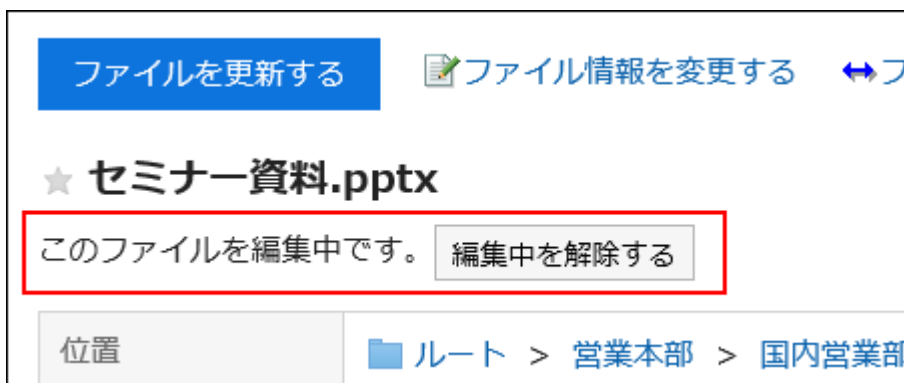 ファイルを更新する ファイル情報を変更する
セミナー資料.pptx
このファイルを編集中です。 編集中を解除する
位置 ルート > 営業本部 > 国内営業部